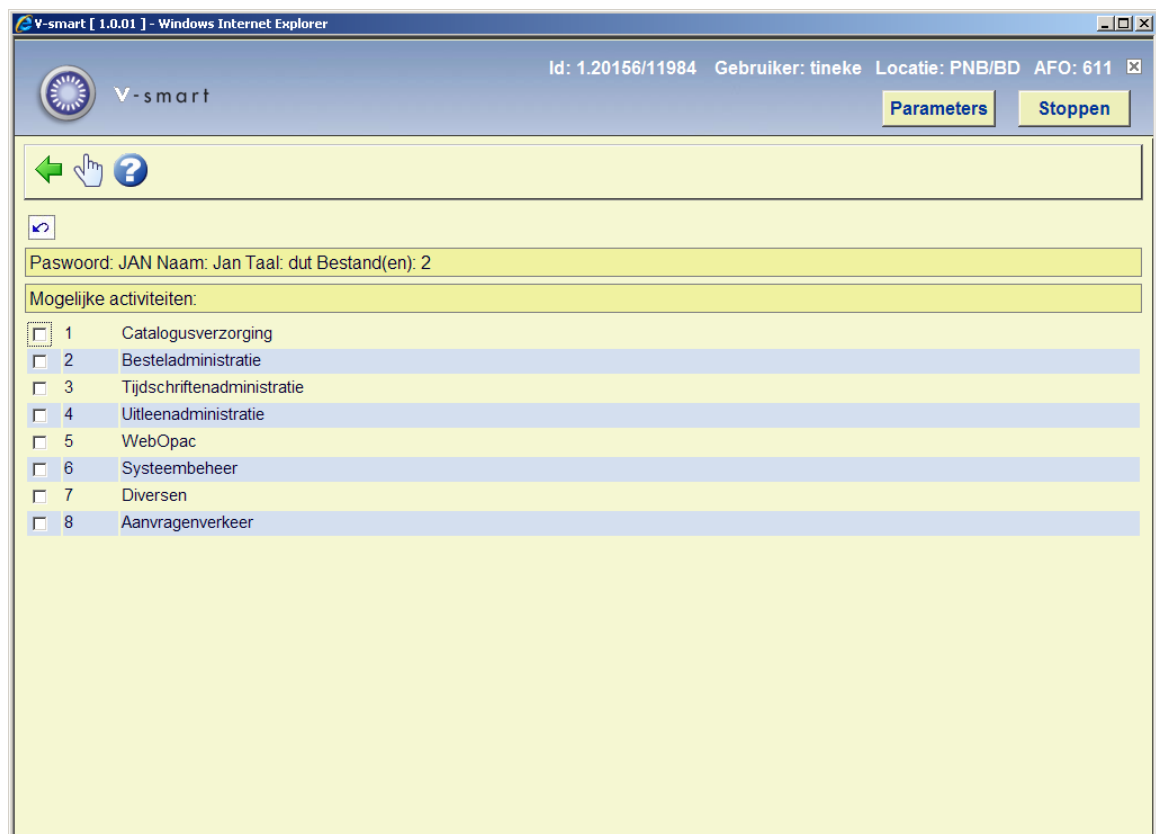 V-smart [ 1.0.01 ] - Windows Internet Explorer
Id: 1.20156/11984 Gebruiker: tineke Locatie: PNB/BD AFO: 611
V-smart
Parameters Stoppen
Paswoord: JAN Naam: Jan Taal: dut Bestand(en): 2
Mogelijke activiteiten:
1 Catalogusverzorging
2 Besteladministratie
3 Tijdschriftenadministratie
4 Uitleenadministratie
5 WebOpac
6 Systeembeheer
7 Diversen
8 Aanvragenverkeer